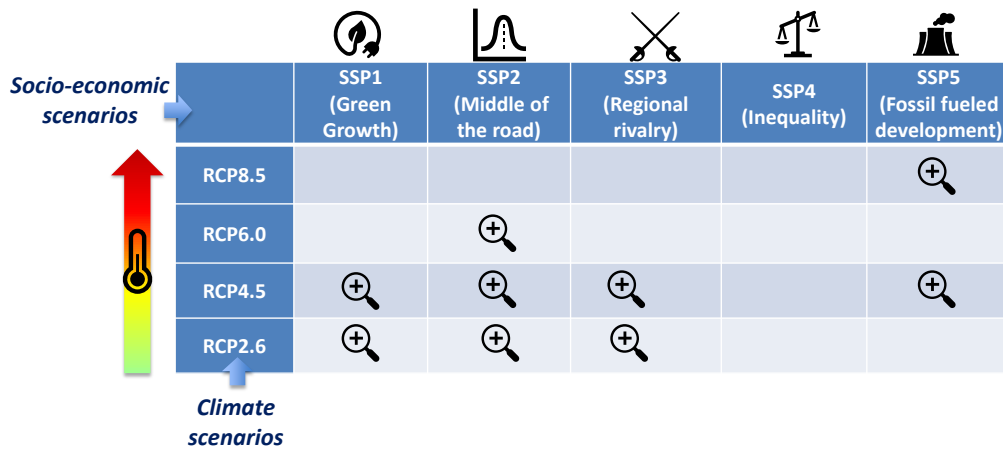 Socio-economic
scenarios
SSP1
(Green
Growth)
SSP2
(Middle of
the road)
SSP3
(Regional
rivalry)
SSP4
(Inequality)
SSP5
(Fossil fueled
development)
RCP8.5
RCP6.0
RCP4.5
RCP2.6
Climate
scenarios